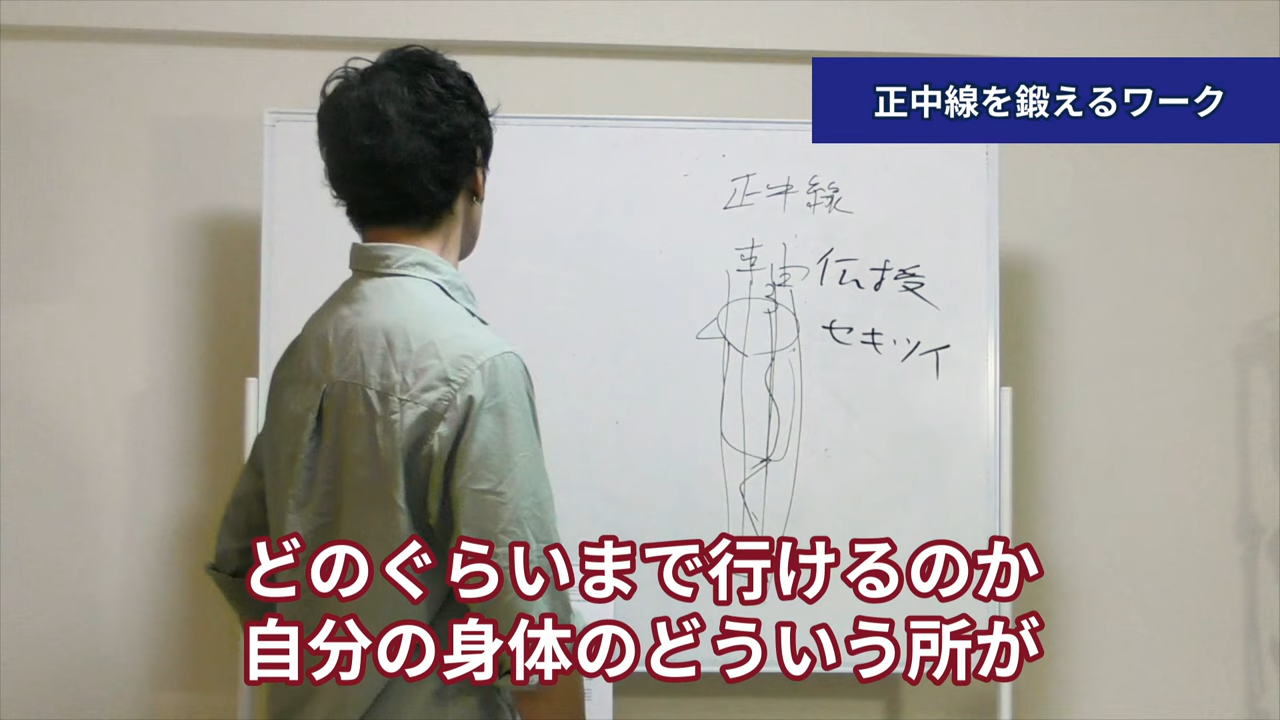 正中線を鍛えるワーク
正中線
軸 伝授
セキツイ
どのぐらいまで行けるのか
自分の身体のどういう所が